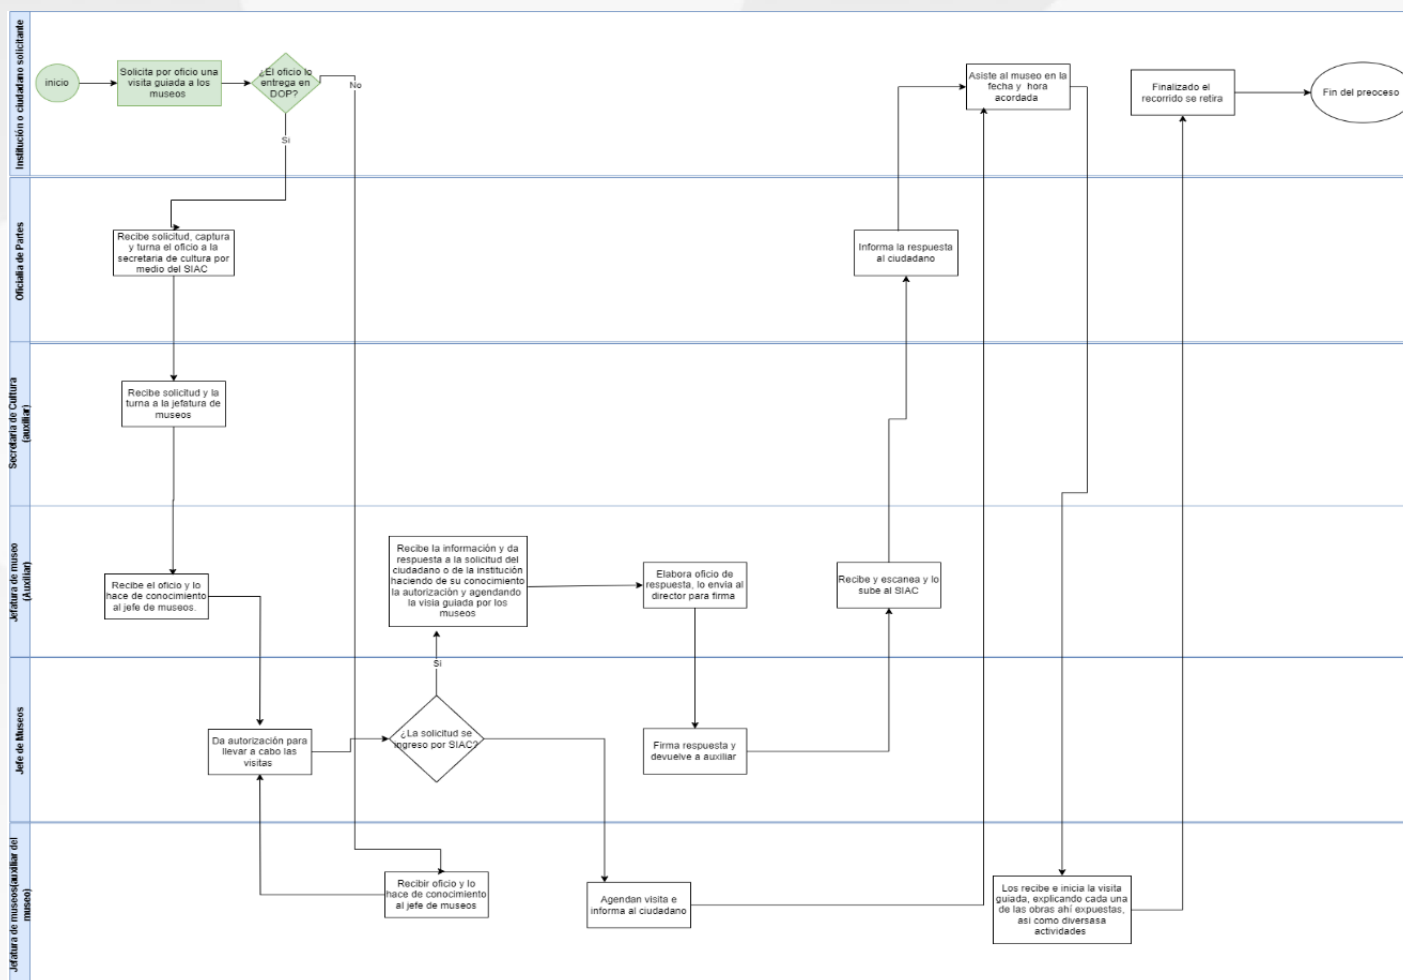 Institución o ciudadano solicitante
inicio
Solicita por oficio una
visita guiada a los
museos
¿El oficio lo
entrega en
DOP?
No
Si
Asiste al museo en la
fecha y hora
acordada
Finalizado el
recorrido se retira
Fin del preoceso
Oficialia de Partes
Recibe solicitud, captura
y turna el oficio a la
secretaria de cultura por
medio del SIAC
Informa la respuesta
al ciudadano
Secretaria de Cultura
(auxiliar)
Recibe solicitud y la
turna a la jefatura de
museos
Jefatura de museo
(Auxiliar)
Recibe el oficio y lo
hace de conocimiento
al jefe de museos.
Recibe la información y da
respuesta a la solicitud del
ciudadano o de la institución
haciendo de su conocimiento
la autorización y agendando
la visia guiada por los
museos
Elabora oficio de
respuesta, lo envia al
director para firma
Recibe y escanea y lo
sube al SIAC
Jefe de Museos
Da autorización para
llevar a cabo las
visitas
Si
¿La solicitud se
ingreso por SIAC?
Firma respuesta y
devuelve a auxiliar
Jefatura de museos(auxiliar del
museo)
Recibir oficio y lo
hace de conocimiento
al jefe de museos
Agendan visita e
informa al ciudadano
Los recibe e inicia la visita
guiada, explicando cada una
de las obras ahí expuestas,
asi como diversasa
actividades